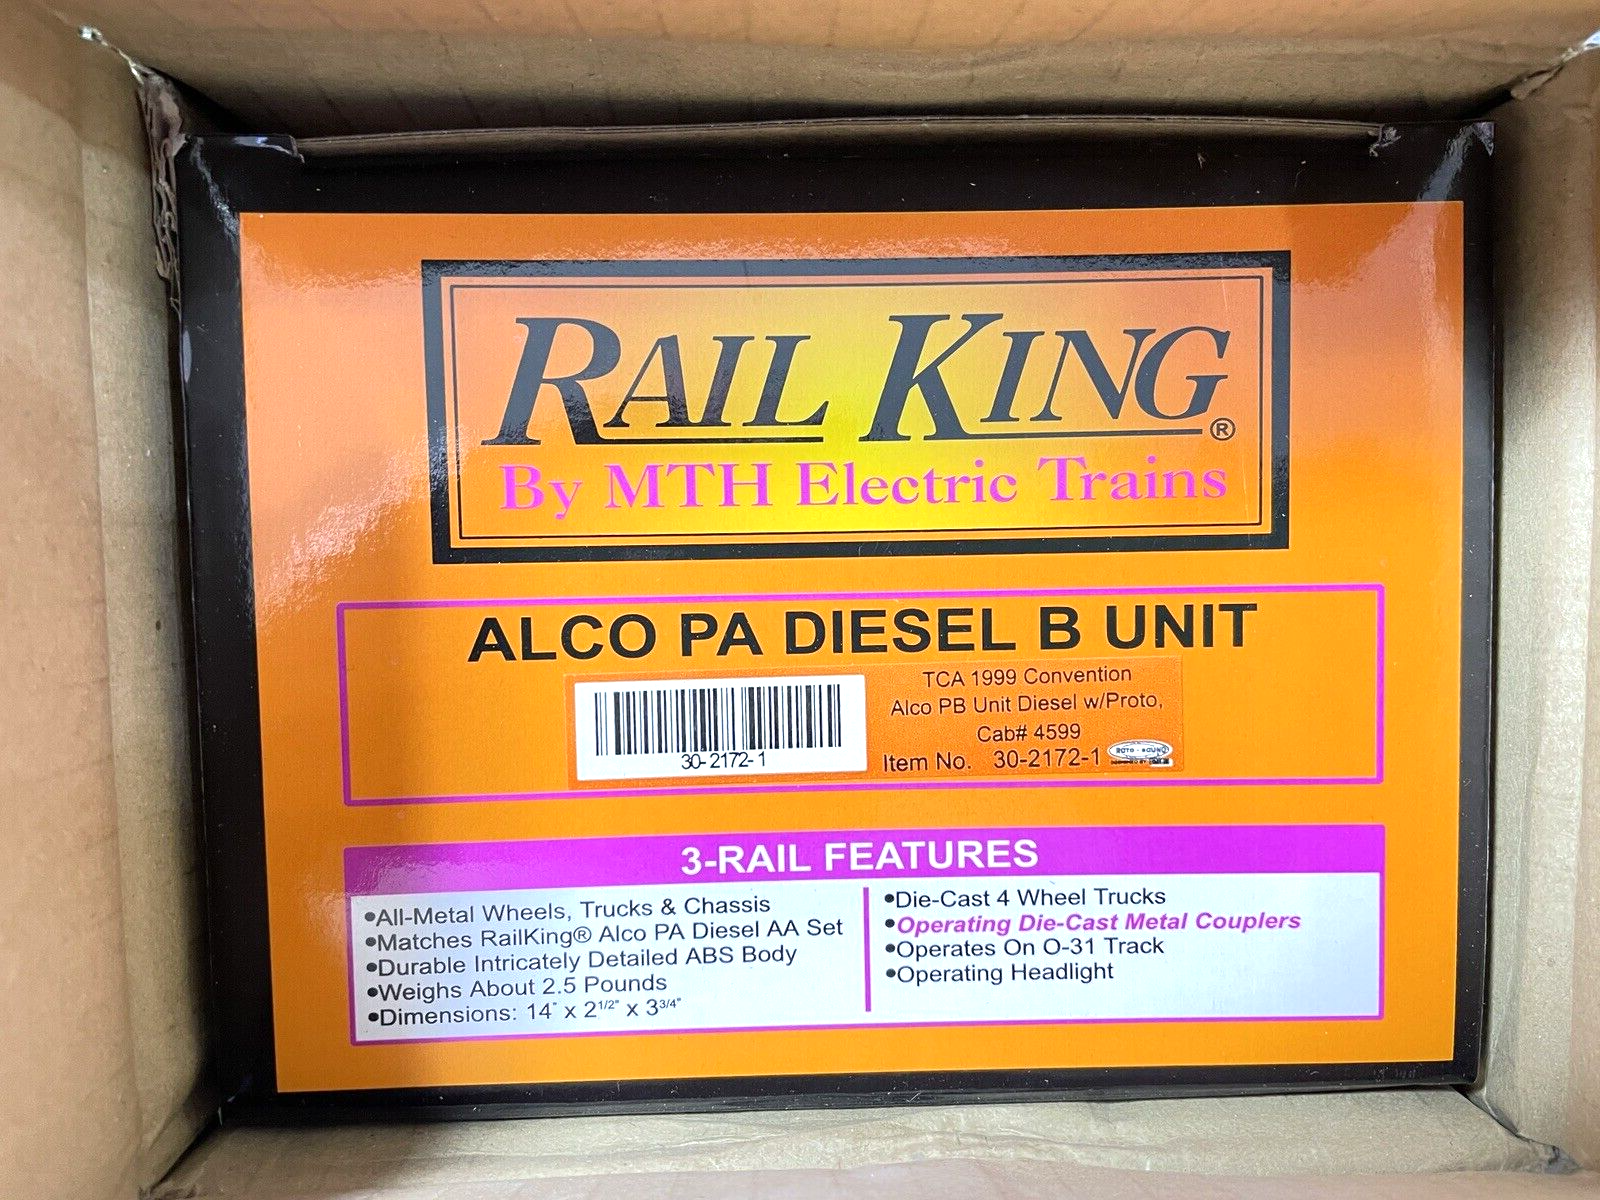 RAIL KING®
By MTH Electric Trains
ALCO PA DIESEL B UNIT
TCA 1999 Convention
Alco PB Unit Diesel w/Proto,
Cab# 4599
Item No. 30-2172-1
30-2172-1
3-RAIL FEATURES
•All-Metal Wheels, Trucks & Chassis
•Matches RailKing® Alco PA Diesel AA Set
•Durable Intricately Detailed ABS Body
•Weighs About 2.5 Pounds
•Dimensions: 14" x 2 1/2" x 3 3/4"
•Die-Cast 4 Wheel Trucks
•Operating Die-Cast Metal Couplers
•Operates On O-31 Track
•Operating Headlight